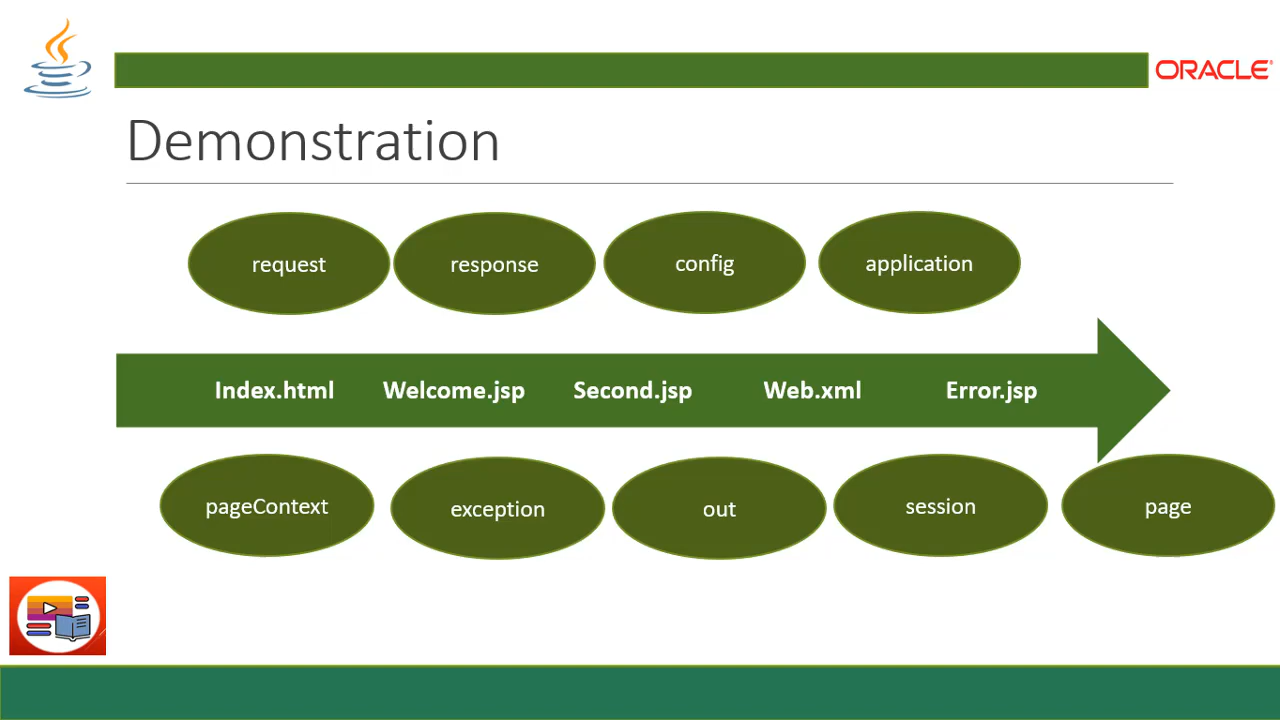 ORACLE
Demonstration
request response config application
Index.html Welcome.jsp Second.jsp Web.xml Error.jsp
pageContext exception out session page